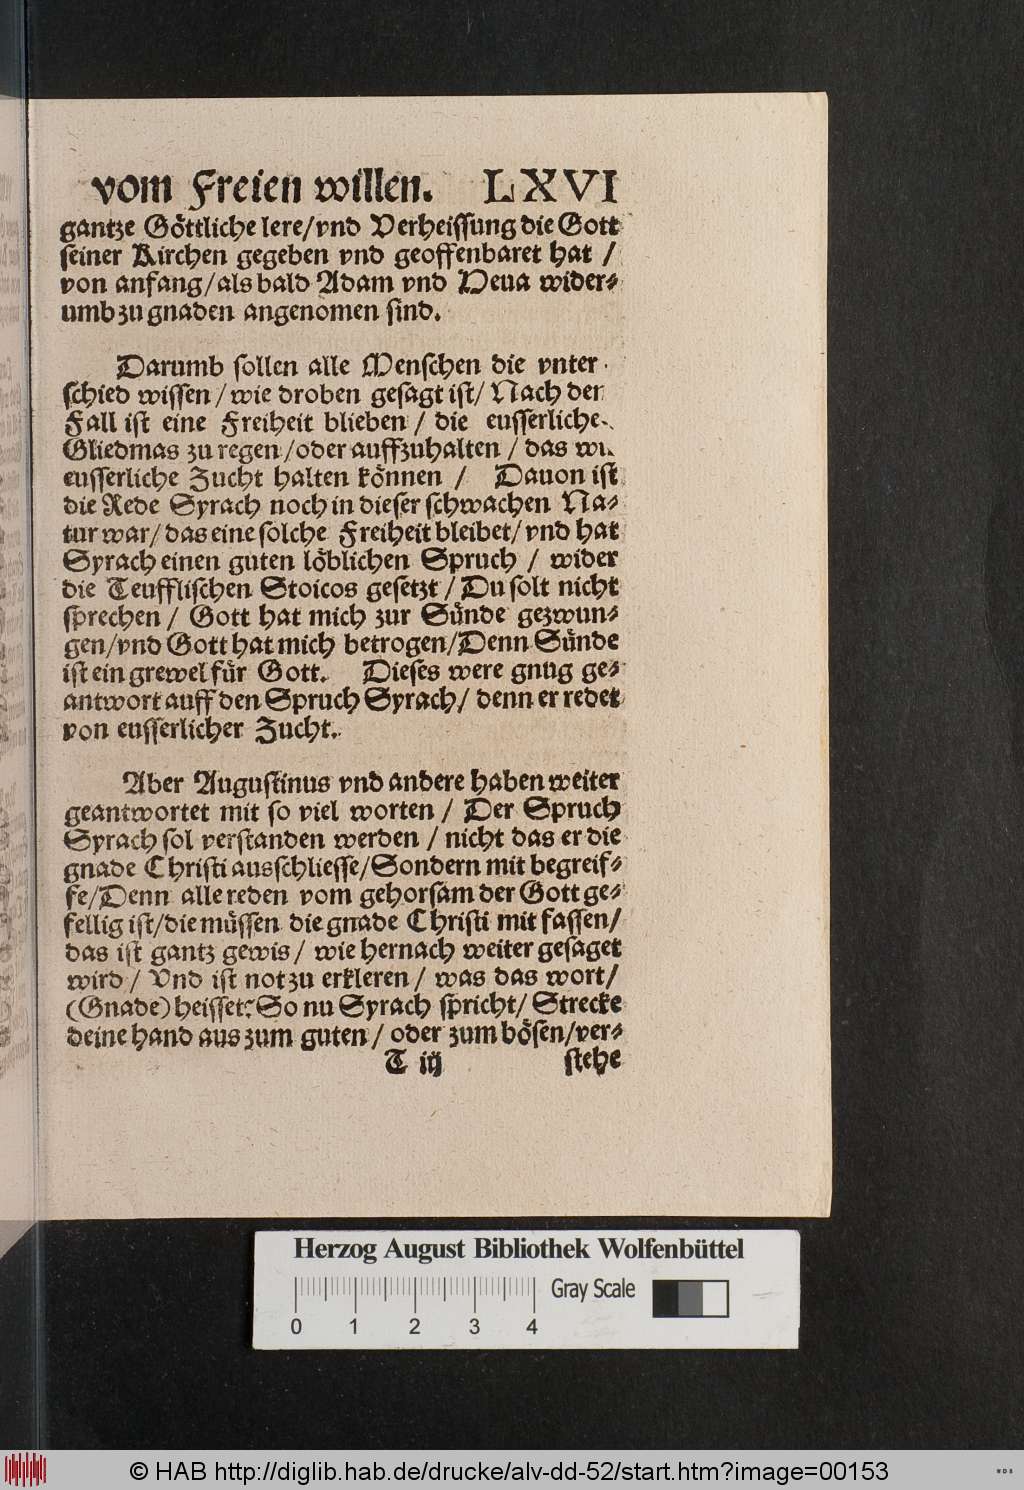 vom Freien willen. LXVI
gantze Göttliche lere/vnd Verheissung die Gott
seiner Kirchen gegeben vnd geoffenbaret hat /
von anfang/als bald Adam vnd Heua wider-
umb zu gnaden angenomen sind.
Darumb sollen alle Menschen die vnter
schied wissen / wie droben gesagt ist/ Nach der
Fall ist eine Freiheit blieben / die eusserliche
Gliedmas zu regen /oder auffzuhalten / das
eusserliche Zucht halten können / Dauon ist
die Rede Syrach noch in dieser schwachen Na-
tur war/ das eine solche Freiheit bleibet/ vnd hat
Syrach einen guten löblichen Spruch / wider
die Teufflischen Stoicos gesetzt / Du solt nicht
sprechen / Gott hat mich zur Sünde gezwun-
gen/vnd Gott hat mich betrogen/Denn Sünde
ist ein grewel für Gott. Dieses were gnug ge-
antwort auff den Spruch Syrach/ denn er redet
von eusserlicher Zucht.
Aber Augustinus vnd andere haben weiter
geantwortet mit so viel worten / Der Spruch
Syrach sol verstanden werden / nicht das er die
gnade Christi ausschliesse/Sondern mit begreif-
fe/Denn alle reden vom gehorsam der Gott ge-
fellig ist/die müssen die gnade Christi mit fassen/
das ist gantz gewis / wie hernach weiter gesaget
wird / Vnd ist not zu erkleren / was das wort/
(Gnade) heisset: So nu Syrach spricht/ Strecke
deine hand aus zum guten / oder zum bösen/ver-
T iij stehe
Herzog August Bibliothek Wolfenbüttel
Gray Scale
0 1 2 3 4
© HAB http://diglib.hab.de/drucke/alv-dd-52/start.htm?image=00153